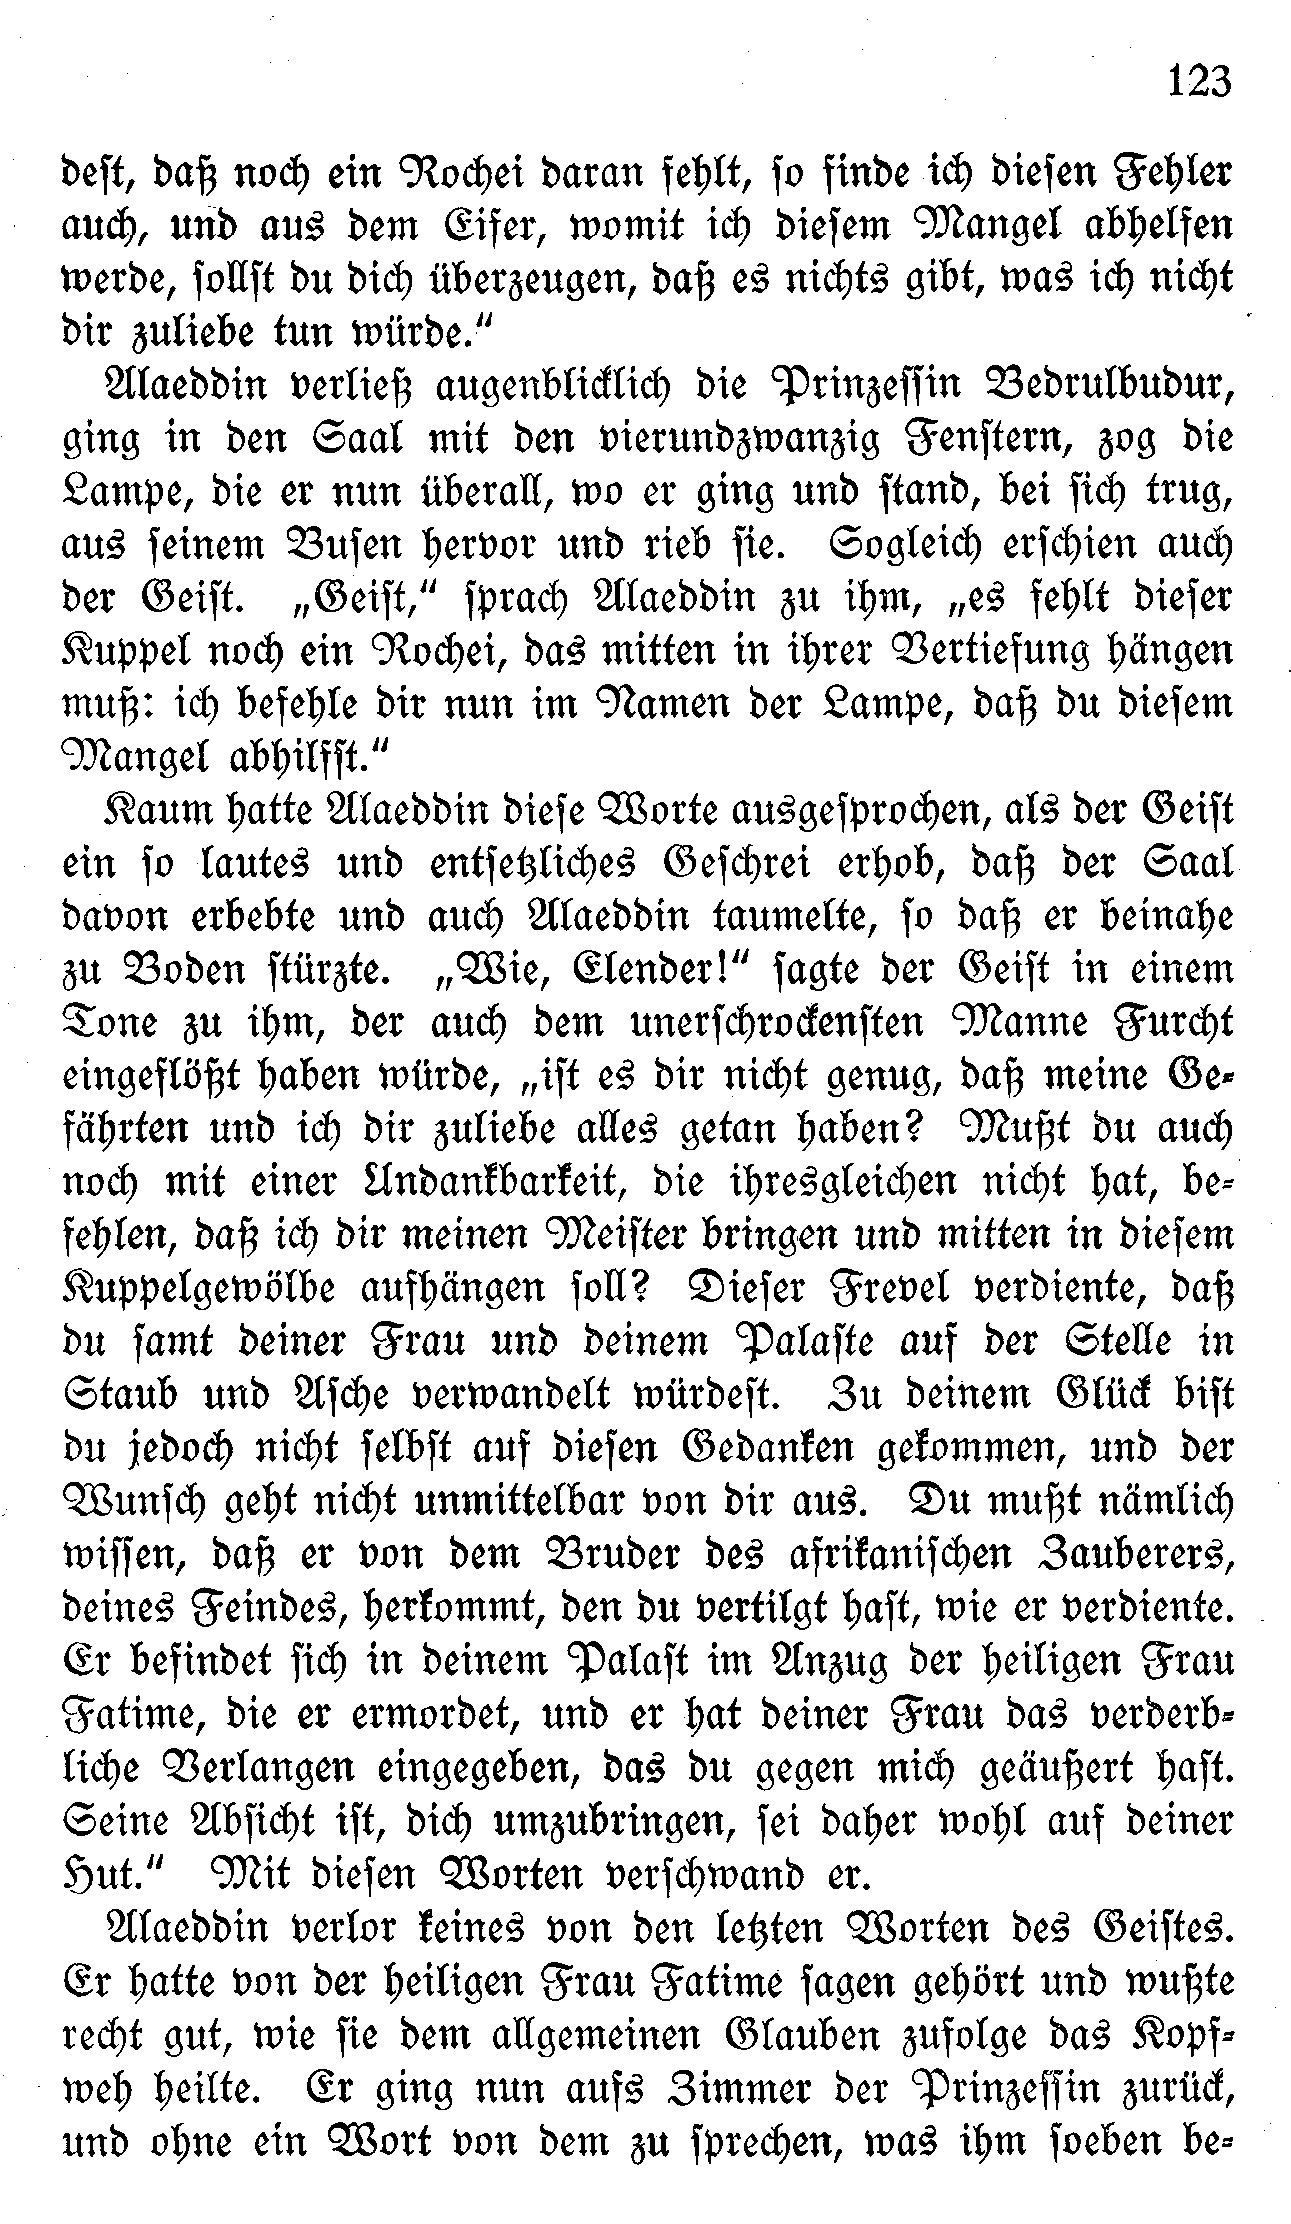 123
dest, daß noch ein Rochei daran fehlt, so finde ich diesen Fehler
auch, und aus dem Eifer, womit ich diesem Mangel abhelfen
werde, sollst du dich überzeugen, daß es nichts gibt, was ich nicht
dir zuliebe tun würde.“
Alaeddin verließ augenblicklich die Prinzessin Bedrulbudur,
ging in den Saal mit den vierundzwanzig Fenstern, zog die
Lampe, die er nun überall, wo er ging und stand, bei sich trug,
aus seinem Busen hervor und rieb sie. Sogleich erschien auch
der Geist. „Geist,“ sprach Alaeddin zu ihm, „es fehlt dieser
Kuppel noch ein Rochei, das mitten in ihrer Vertiefung hängen
muß: ich befehle dir nun im Namen der Lampe, daß du diesem
Mangel abhilfst.“
Kaum hatte Alaeddin diese Worte ausgesprochen, als der Geist
ein so lautes und entsetzliches Geschrei erhob, daß der Saal
davon erbebte und auch Alaeddin taumelte, so daß er beinahe
zu Boden stürzte. „Wie, Elender!“ sagte der Geist in einem
Tone zu ihm, der auch dem unerschrockensten Manne Furcht
eingeflößt haben würde, „ist es dir nicht genug, daß meine Ge-
fährten und ich dir zuliebe alles getan haben? Mußt du auch
noch mit einer Undankbarkeit, die ihresgleichen nicht hat, be-
fehlen, daß ich dir meinen Meister bringen und mitten in diesem
Kuppelgewölbe aufhängen soll? Dieser Frevel verdiente, daß
du samt deiner Frau und deinem Palaste auf der Stelle in
Staub und Asche verwandelt würdest. Zu deinem Glück bist
du jedoch nicht selbst auf diesen Gedanken gekommen, und der
Wunsch geht nicht unmittelbar von dir aus. Du mußt nämlich
wissen, daß er von dem Bruder des afrikanischen Zauberers,
deines Feindes, herkommt, den du vertilgt hast, wie er verdiente.
Er befindet sich in deinem Palast im Anzug der heiligen Frau
Fatime, die er ermordet, und er hat deiner Frau das verderb-
liche Verlangen eingegeben, das du gegen mich geäußert hast.
Seine Absicht ist, dich umzubringen, sei daher wohl auf deiner
Hut.“ Mit diesen Worten verschwand er.
Alaeddin verlor keines von den letzten Worten des Geistes.
Er hatte von der heiligen Frau Fatime sagen gehört und wußte
recht gut, wie sie dem allgemeinen Glauben zufolge das Kopf-
weh heilte. Er ging nun aufs Zimmer der Prinzessin zurück,
und ohne ein Wort von dem zu sprechen, was ihm soeben be-